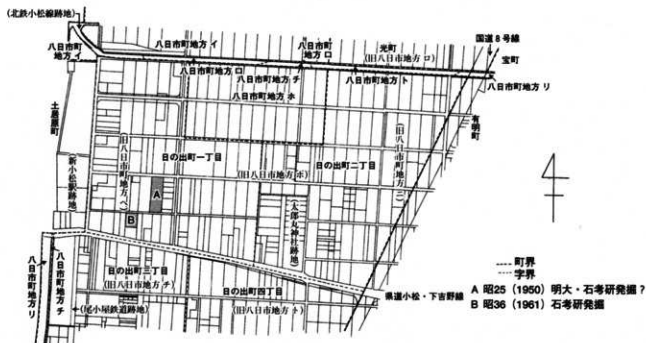 (北鉄小松線跡地)
八日市町地方 イ
八日市町地方 イ
八日市町地方 ロ
光町
(旧八日市地方 ロ)
国道8号線
宝町
八日市町地方 ロ
八日市町地方 チ
八日市町地方 ト
八日市町地方 リ
八日市町地方 ホ
土居原町
有明町
(新小松駅跡地)
(旧八日市町地方 ヘ)
日の出町一丁目
日の出町二丁目
(旧八日市地方 ホ)
(旧八日市町地方 ニ)
A
B
(太郎丸神社跡地)
八日市町地方 リ
八日市町地方 チ
日の出町三丁目
(旧八日市地方 チ)
日の出町四丁目
(旧八日市地方 ト)
(尾小屋鉄道跡地)
県道小松・下吉野線
町界
字界
A 昭25(1950)明大・石考研発掘?
B 昭36(1961)石考研発掘